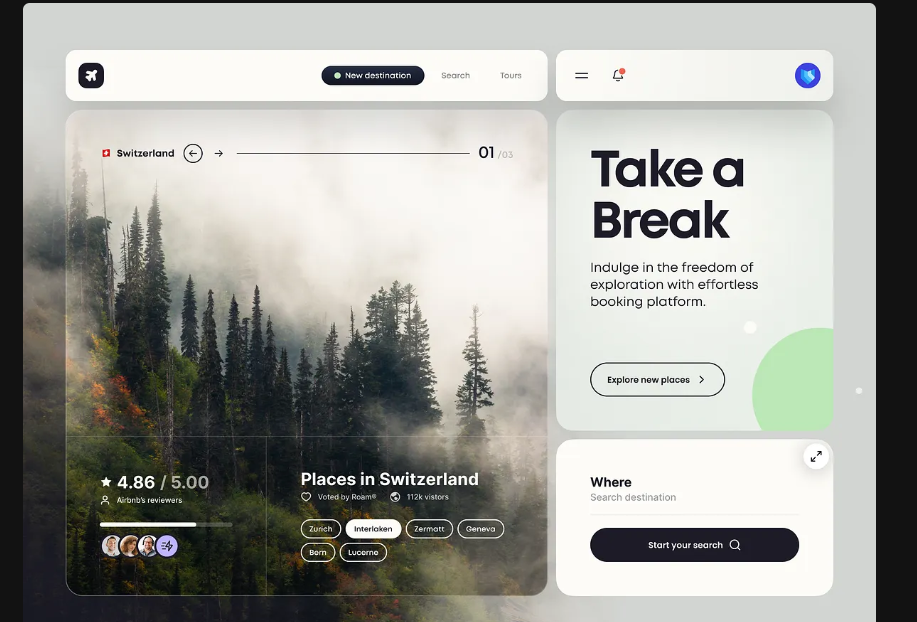 New destination
Search
Tours
Switzerland
01 /03
Take a
Break
Indulge in the freedom of
exploration with effortless
booking platform.
Explore new places
4.86 / 5.00
Airbnb's reviewers
Places in Switzerland
Voted by Roam®
112k vistors
Zurich
Interlaken
Zermatt
Geneva
Bern
Lucerne
Where
Search destination
Start your search